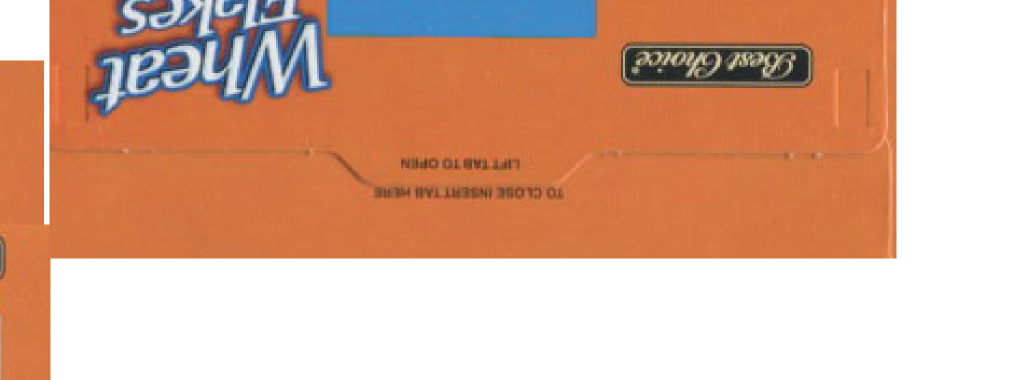 TO CLOSE INSERT TAB HERE
LIFT TAB TO OPEN
Best Choice®
Wheat
Flakes